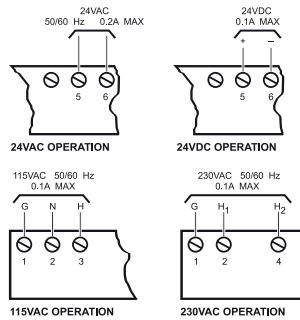 24VAC
50/60 Hz 0.2A MAX
5 6
24VAC OPERATION
24VDC
0.1A MAX
+ −
5 6
24VDC OPERATION
115VAC 50/60 Hz
0.1A MAX
G N H
1 2 3
115VAC OPERATION
230VAC 50/60 Hz
0.1A MAX
G H1 H2
1 2 4
230VAC OPERATION